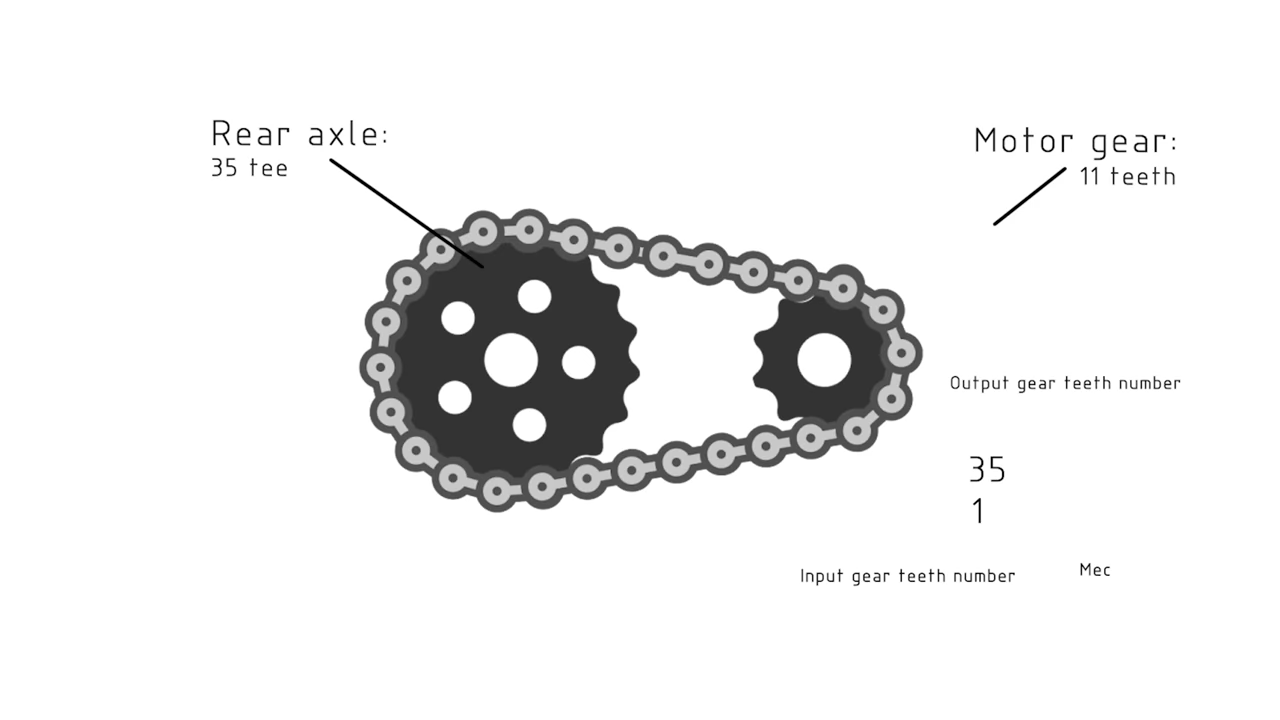 Rear axle:
35 tee
Motor gear:
11 teeth
Output gear teeth number
35
1
Input gear teeth number
Mec